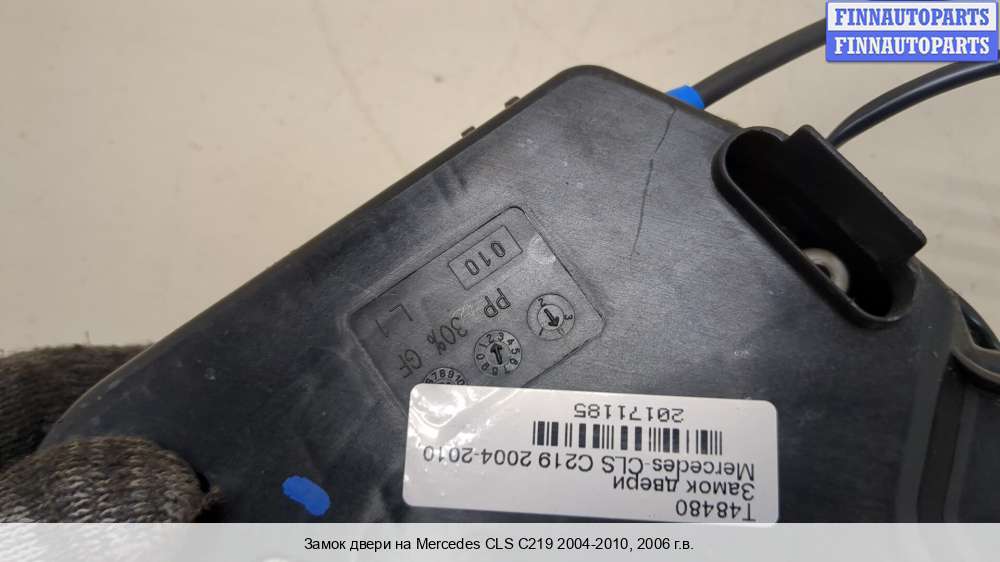 FINNAUTOPARTS
FINNAUTOPARTS
010
L 1
PP 30% GF
T48480
Замок двери
Mercedes-CLS C219 2004-2010
20171185
Замок двери на Mercedes CLS C219 2004-2010, 2006 г.в.